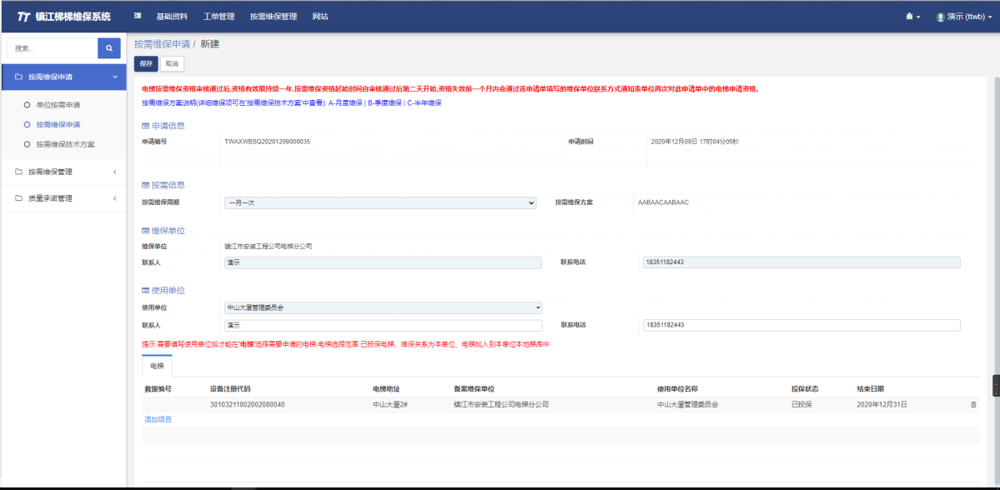 TT 镇江梯梯维保系统
基础资料 工单管理 按需维保管理 网站
演示 (ttwb)
搜索...
按需维保申请 / 新建
保存 取消
按需维保申请
单位按需申请
按需维保申请
按需维保技术方案
按需维保管理
质量承诺管理
电梯按需维保资格审核通过后,资格有效期持续一年,按需维保资格起始时间自审核通过后第二天开始,资格失效前一个月内会通过该申请单填写的维保单位联系方式通知贵单位再次对此申请单中的电梯申请资格。
按需维保方案说明(详细维保项可在'按需维保技术方案'中查看): A-月度维保 | B-季度维保 | C-半年维保
申请信息
申请编号 TWAXWBSQ20201209000035 申请时间 2020年12月09日 17时04分05秒
按需信息
按需维保周期 一月一次 按需维保方案 AABAACAABAAC
维保单位
维保单位 镇江市安装工程公司电梯分公司
联系人 演示 联系电话 18351182443
使用单位
使用单位 中山大厦管理委员会
联系人 演示 联系电话 18351182443
提示:需要填写使用单位后才能在'电梯'选择需要申请的电梯.电梯选择范围:已投保电梯、维保关系为本单位、电梯加入到本单位本地梯库中
电梯
救援编号 设备注册代码 电梯地址 备案维保单位 使用单位名称 投保状态 结束日期
30103211002002080040 中山大厦2# 镇江市安装工程公司电梯分公司 中山大厦管理委员会 已投保 2020年12月31日
添加项目